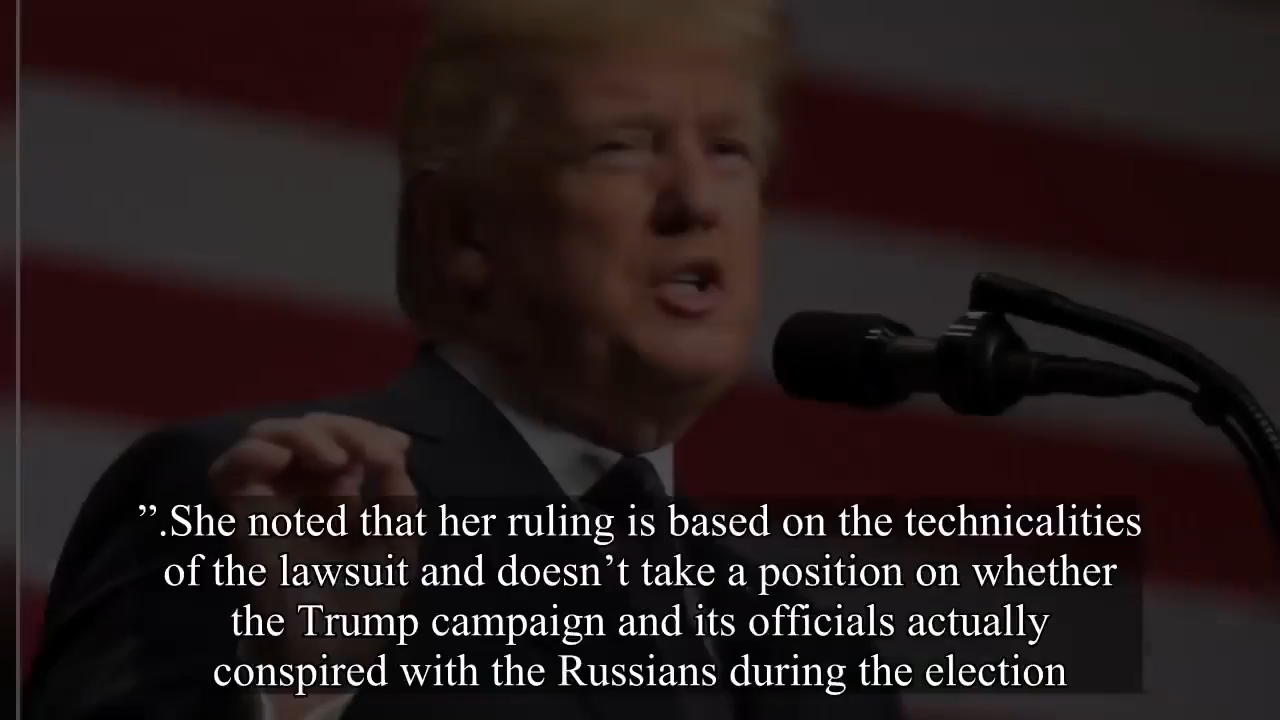 ”.She noted that her ruling is based on the technicalities
of the lawsuit and doesn’t take a position on whether
the Trump campaign and its officials actually
conspired with the Russians during the election